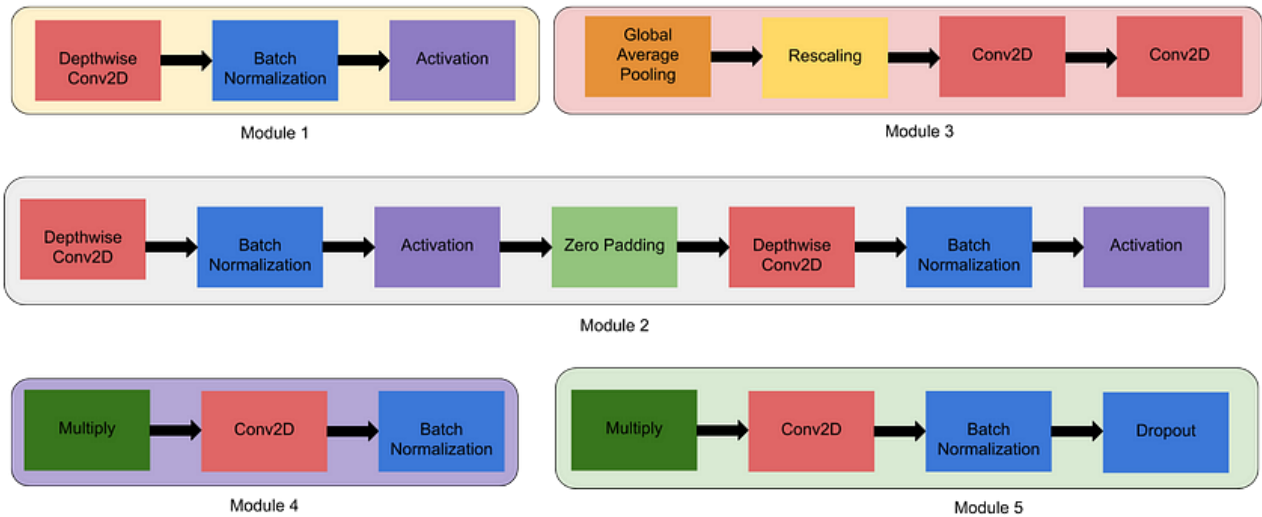 Depthwise
Conv2D
Batch
Normalization
Activation
Module 1
Global
Average
Pooling
Rescaling
Conv2D
Conv2D
Module 3
Depthwise
Conv2D
Batch
Normalization
Activation
Zero Padding
Depthwise
Conv2D
Batch
Normalization
Activation
Module 2
Multiply
Conv2D
Batch
Normalization
Module 4
Multiply
Conv2D
Batch
Normalization
Dropout
Module 5